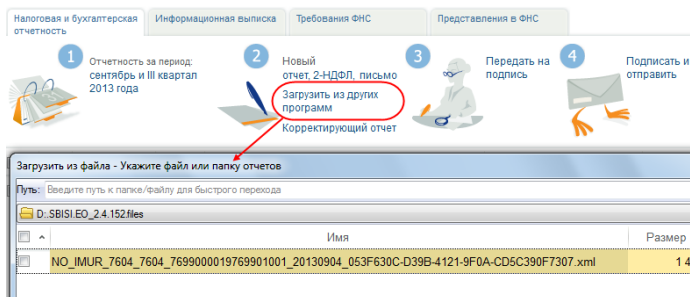 Налоговая и бухгалтерская
отчетность
Информационная выписка
Требования ФНС
Представления в ФНС
1
Отчетность за период:
сентябрь и III квартал
2013 года
2
Новый
отчет, 2-НДФЛ, письмо
Загрузить из других
программ
Корректирующий отчет
3
Передать на
подпись
4
Подписать и
отправить
Загрузить из файла - Укажите файл или папку отчетов
Путь: Введите путь к папке/файлу для быстрого перехода
D:.SBISI.EO_2.4.152.files
Имя Размер
NO_IMUR_7604_7604_7699000019769901001_20130904_053F630C-D39B-4121-9F0A-CD5C390F7307.xml 1 4